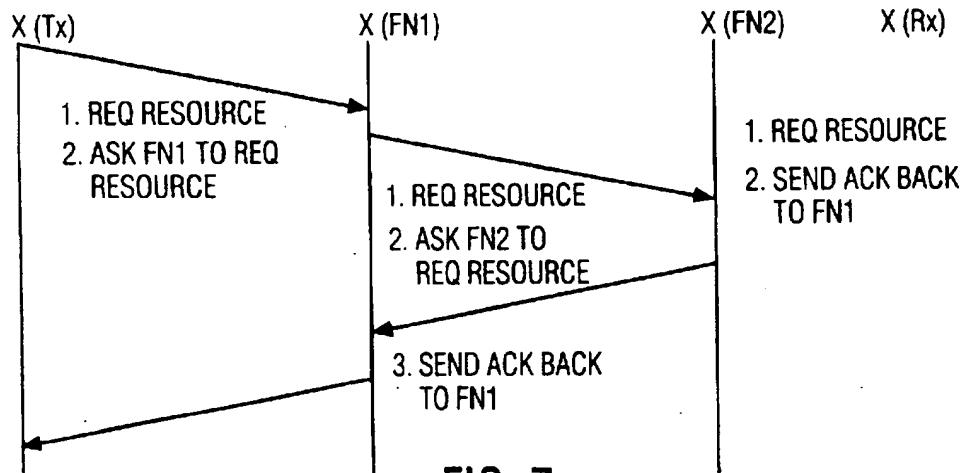 X (Tx)
X (FN1)
X (FN2)
X (Rx)
1. REQ RESOURCE
2. ASK FN1 TO REQ
RESOURCE
1. REQ RESOURCE
2. ASK FN2 TO
REQ RESOURCE
3. SEND ACK BACK
TO FN1
1. REQ RESOURCE
2. SEND ACK BACK
TO FN1